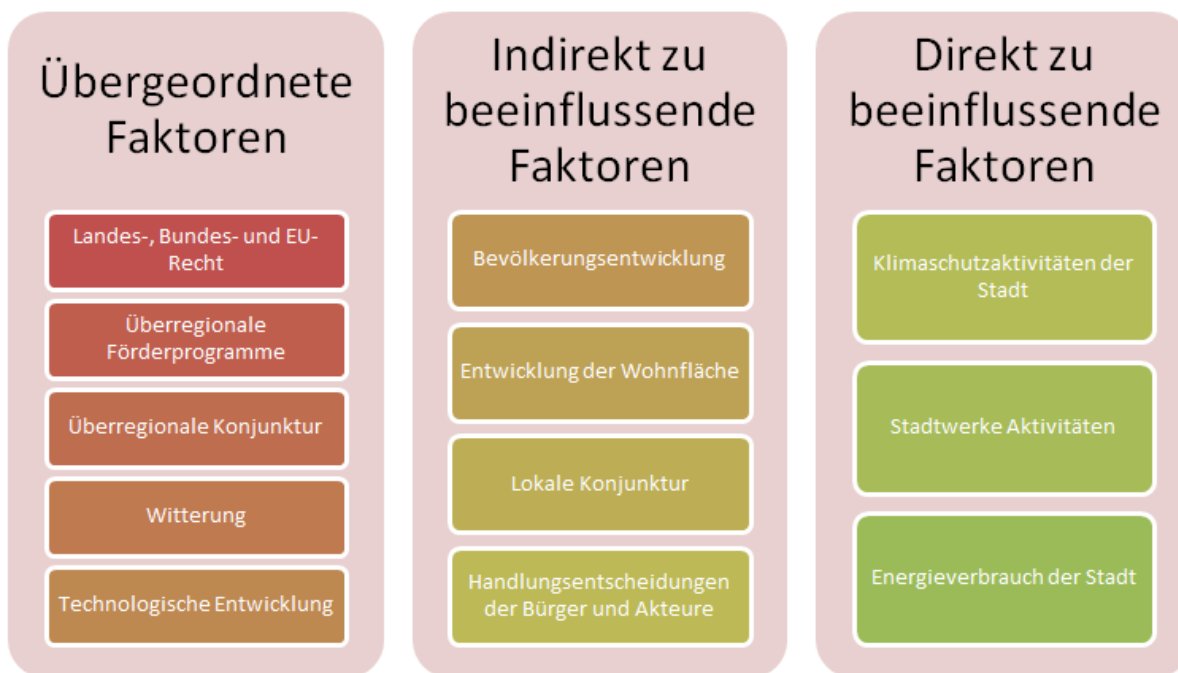 Übergeordnete
Faktoren
Landes-, Bundes- und EU-
Recht
Überregionale
Förderprogramme
Überregionale Konjunktur
Witterung
Technologische Entwicklung
Indirekt zu
beeinflussende
Faktoren
Bevölkerungsentwicklung
Entwicklung der Wohnfläche
Lokale Konjunktur
Handlungsentscheidungen
der Bürger und Akteure
Direkt zu
beeinflussende
Faktoren
Klimaschutzaktivitäten der
Stadt
Stadtwerke Aktivitäten
Energieverbrauch der Stadt